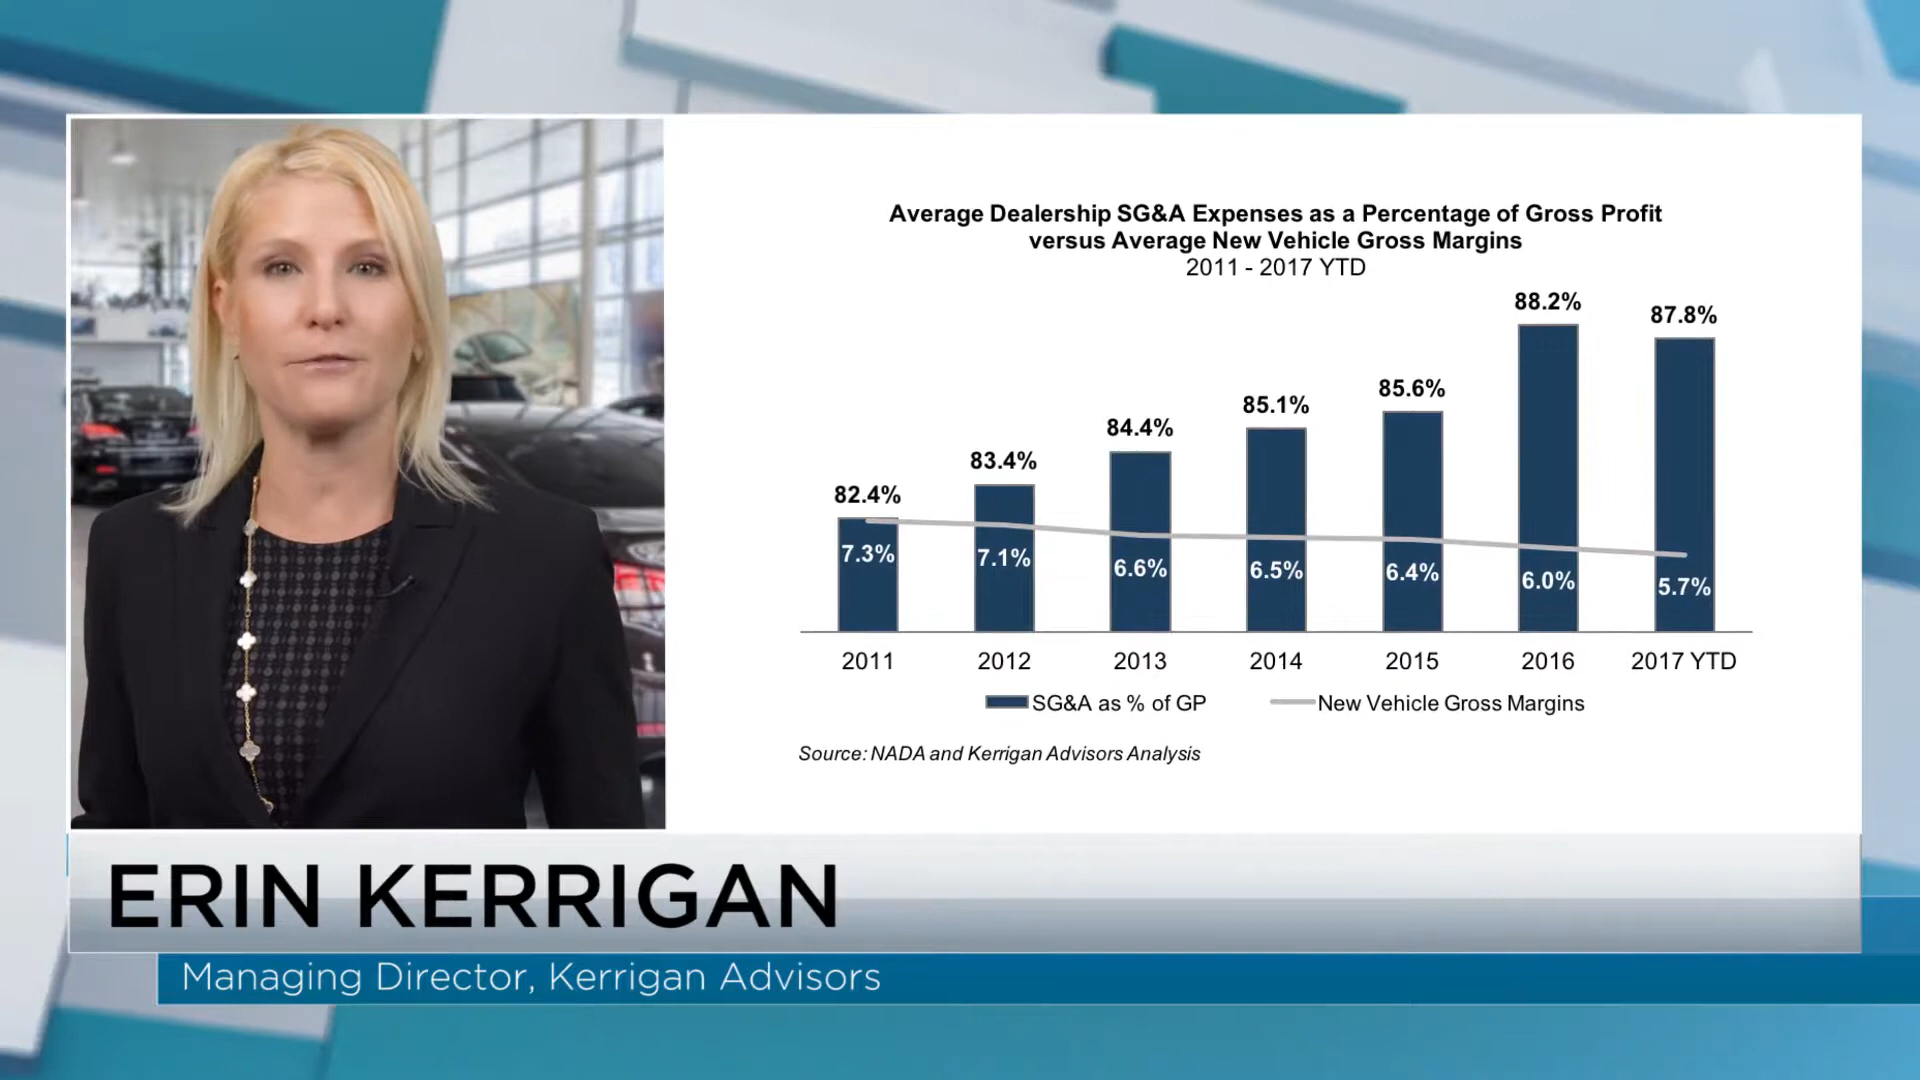 Average Dealership SG&A Expenses as a Percentage of Gross Profit
versus Average New Vehicle Gross Margins
2011 - 2017 YTD
82.4%
83.4%
84.4%
85.1%
85.6%
88.2%
87.8%
7.3%
7.1%
6.6%
6.5%
6.4%
6.0%
5.7%
2011
2012
2013
2014
2015
2016
2017 YTD
SG&A as % of GP
New Vehicle Gross Margins
Source: NADA and Kerrigan Advisors Analysis
ERIN KERRIGAN
Managing Director, Kerrigan Advisors